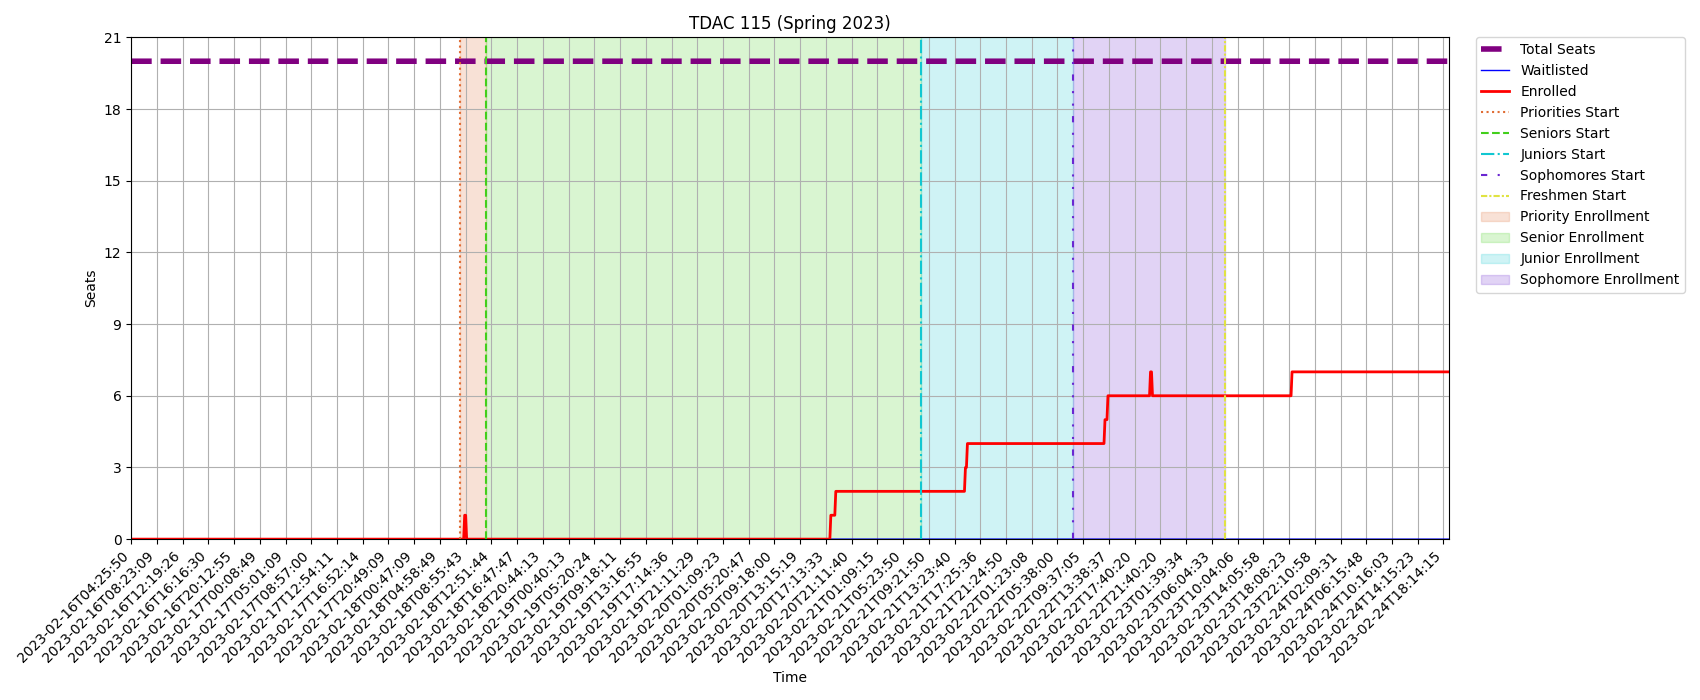 TDAC 115 (Spring 2023)
21
18
15
12
9
6
3
0
Seats
2023-02-16T04:25:50
2023-02-16T08:23:09
2023-02-16T12:19:26
2023-02-16T16:16:30
2023-02-16T20:12:55
2023-02-17T00:08:49
2023-02-17T05:01:09
2023-02-17T08:57:00
2023-02-17T12:54:11
2023-02-17T16:52:14
2023-02-17T20:49:09
2023-02-18T00:47:09
2023-02-18T04:58:49
2023-02-18T08:55:43
2023-02-18T12:51:44
2023-02-18T16:47:47
2023-02-18T20:44:13
2023-02-19T00:40:13
2023-02-19T05:20:24
2023-02-19T09:18:11
2023-02-19T13:16:55
2023-02-19T17:14:36
2023-02-19T21:11:29
2023-02-20T01:09:23
2023-02-20T05:20:47
2023-02-20T09:18:00
2023-02-20T13:15:19
2023-02-20T17:13:33
2023-02-20T21:11:40
2023-02-21T01:09:15
2023-02-21T05:23:50
2023-02-21T09:21:50
2023-02-21T13:23:40
2023-02-21T17:25:36
2023-02-21T21:24:50
2023-02-22T01:23:08
2023-02-22T05:38:00
2023-02-22T09:37:05
2023-02-22T13:38:37
2023-02-22T17:40:20
2023-02-22T21:40:20
2023-02-23T01:39:34
2023-02-23T06:04:33
2023-02-23T10:04:06
2023-02-23T14:05:58
2023-02-23T18:08:23
2023-02-23T22:10:58
2023-02-24T02:09:31
2023-02-24T06:15:48
2023-02-24T10:16:03
2023-02-24T14:15:23
2023-02-24T18:14:15
Time
Total Seats
Waitlisted
Enrolled
Priorities Start
Seniors Start
Juniors Start
Sophomores Start
Freshmen Start
Priority Enrollment
Senior Enrollment
Junior Enrollment
Sophomore Enrollment